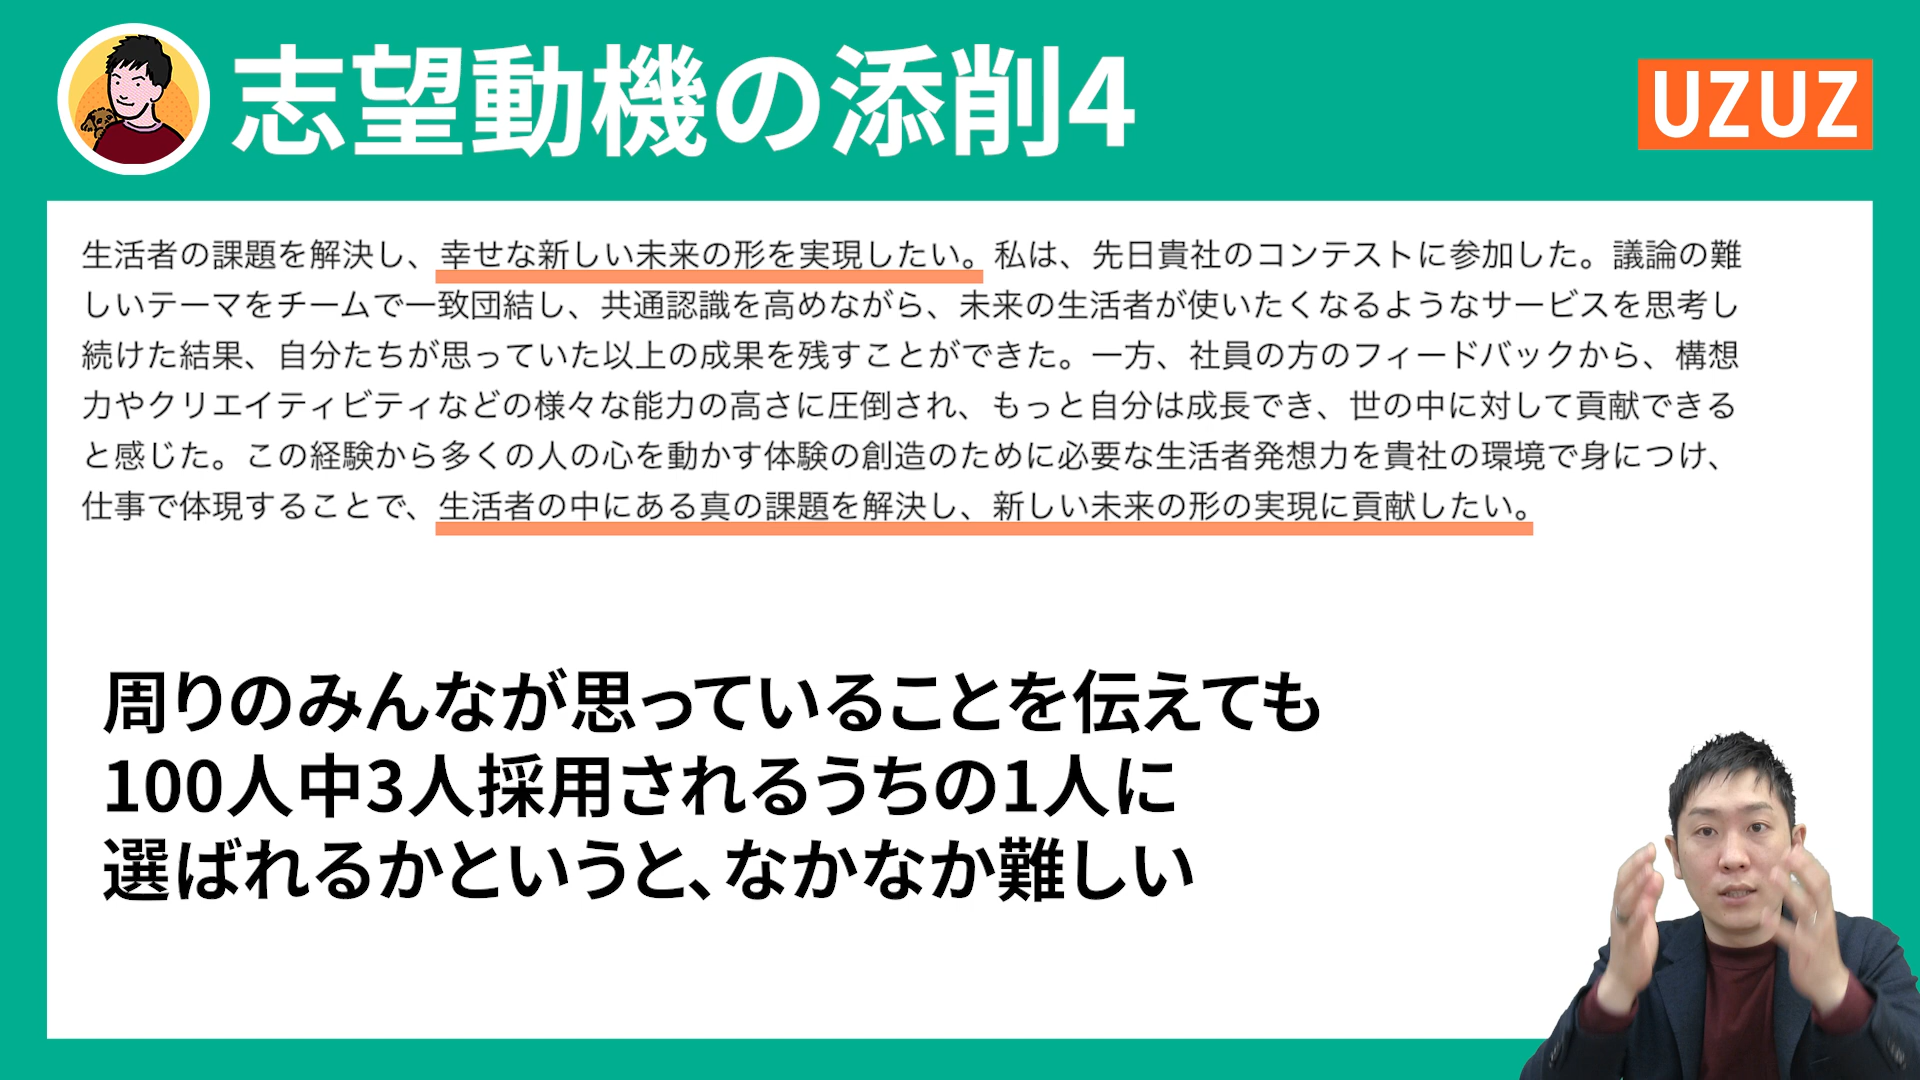 志望動機の添削4
UZUZ
生活者の課題を解決し、幸せな新しい未来の形を実現したい。私は、先日貴社のコンテストに参加した。議論の難
しいテーマをチームで一致団結し、共通認識を高めながら、未来の生活者が使いたくなるようなサービスを思考し
続けた結果、自分たちが思っていた以上の成果を残すことができた。一方、社員の方のフィードバックから、構想
力やクリエイティビティなどの様々な能力の高さに圧倒され、もっと自分は成長でき、世の中に対して貢献できる
と感じた。この経験から多くの人の心を動かす体験の創造のために必要な生活者発想力を貴社の環境で身につけ、
仕事で体現することで、生活者の中にある真の課題を解決し、新しい未来の形の実現に貢献したい。
周りのみんなが思っていることを伝えても
100人中3人採用されるうちの1人に
選ばれるかというと、なかなか難しい